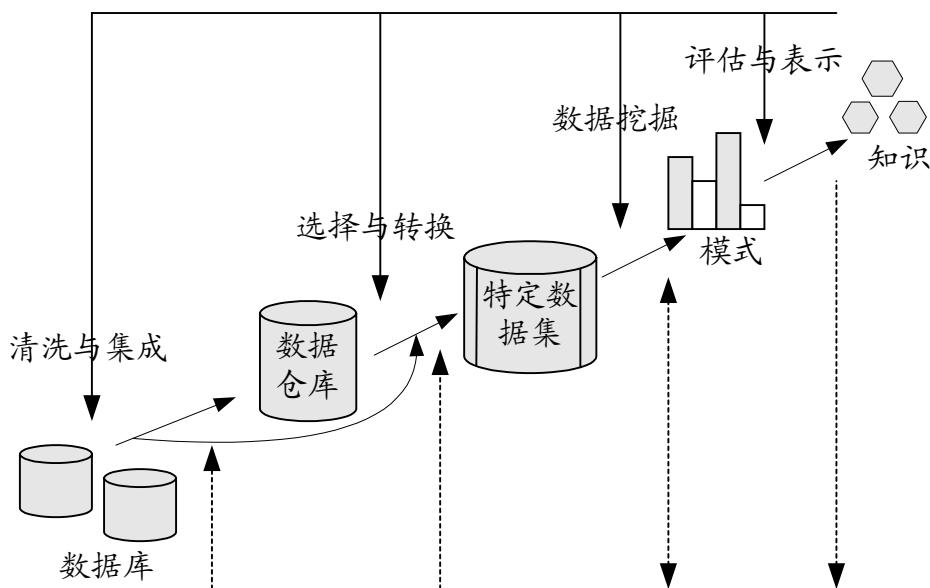 评估与表示
数据挖掘
知识
选择与转换
模式
特定数
据集
清洗与集成
数据
仓库
数据库